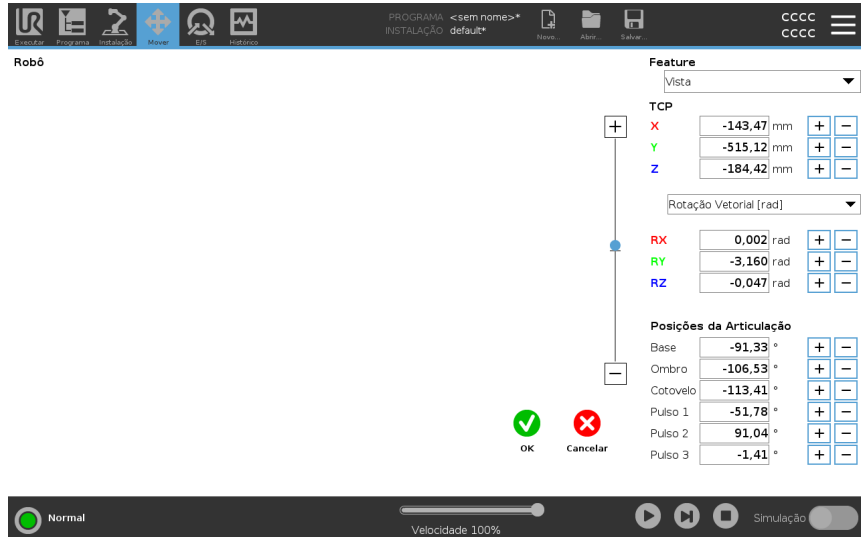 PROGRAMA <sem nome>*
INSTALAÇÃO default*
CCCC
CCCC
Executar Programa Instalação Mover E/S Histórico Novo... Abrir... Salvar...
Robô
Feature
Vista
TCP
X -143,47 mm + −
Y -515,12 mm + −
Z -184,42 mm + −
Rotação Vetorial [rad]
RX 0,002 rad + −
RY -3,160 rad + −
RZ -0,047 rad + −
Posições da Articulação
Base -91,33 ° + −
Ombro -106,53 ° + −
Cotovelo -113,41 ° + −
Pulso 1 -51,78 ° + −
Pulso 2 91,04 ° + −
Pulso 3 -1,41 ° + −
+
−
OK Cancelar
Normal
Velocidade 100%
Simulação